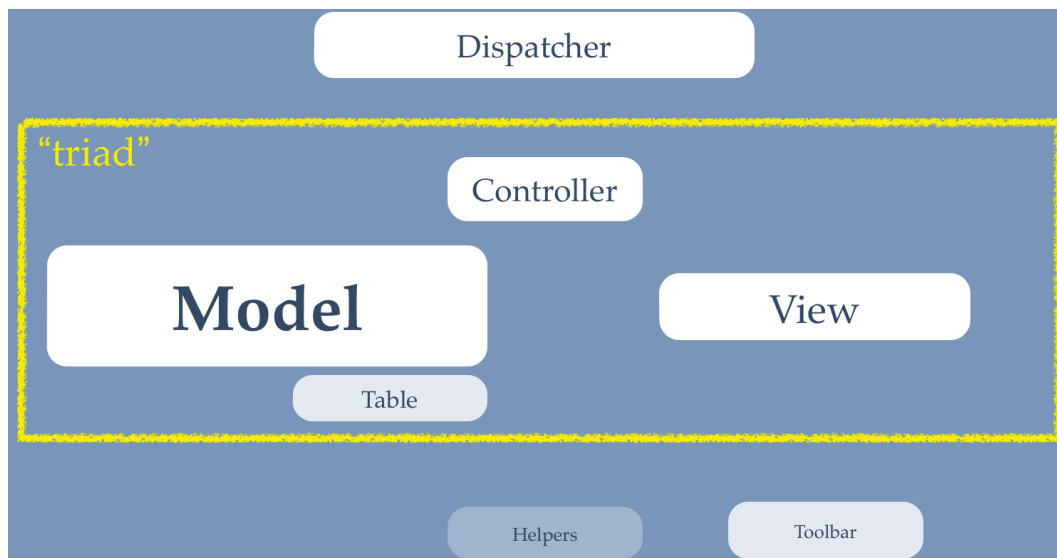 Dispatcher
“triad”
Controller
Model
View
Table
Helpers
Toolbar